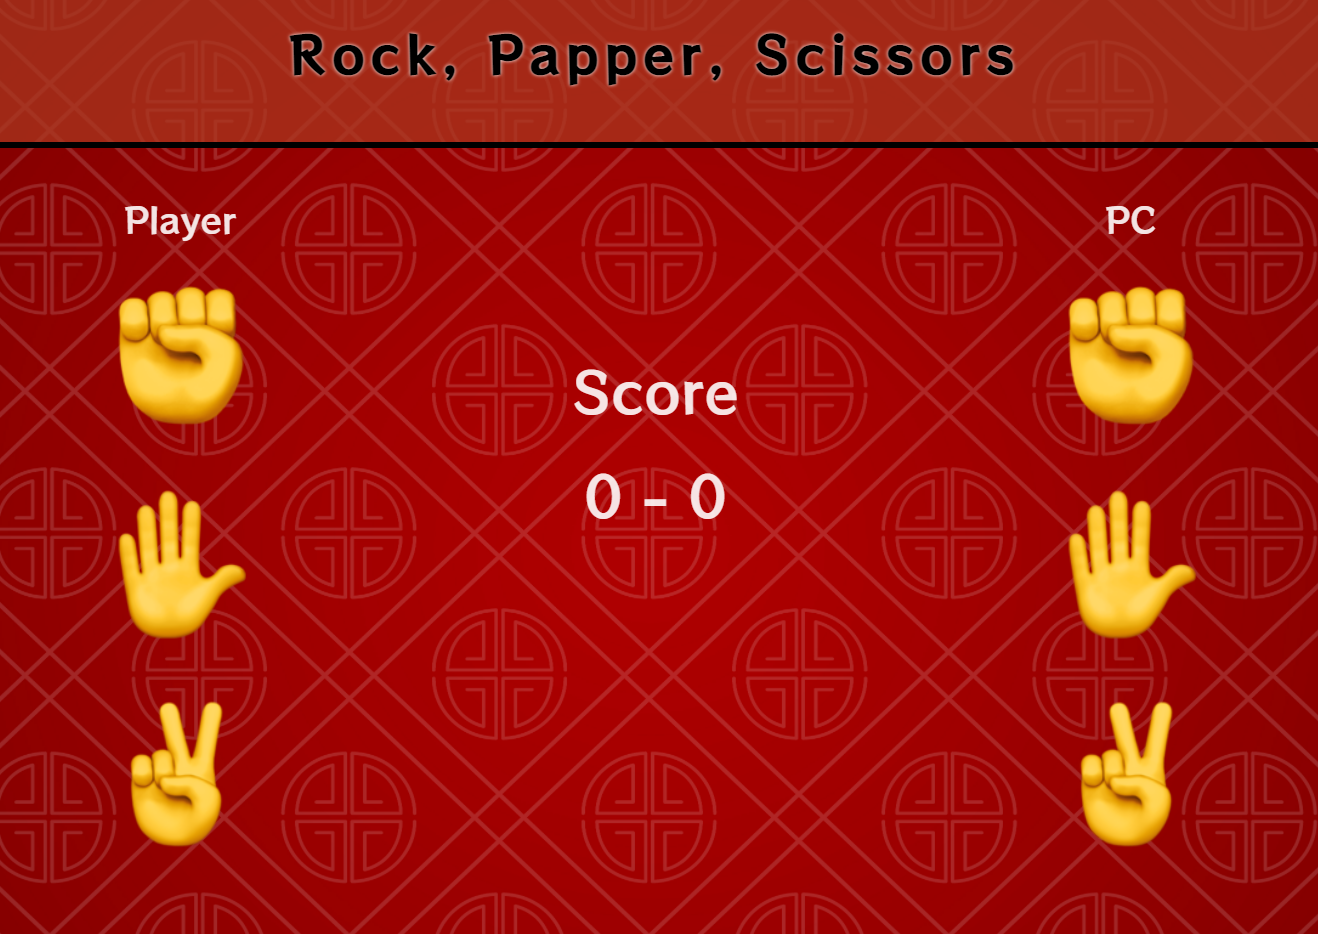 Rock, Papper, Scissors
Player
PC
Score
0 - 0